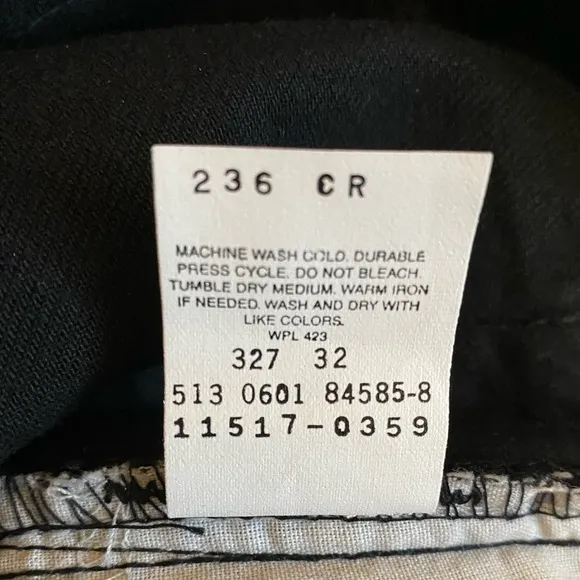 236 CR
MACHINE WASH COLD. DURABLE
PRESS CYCLE. DO NOT BLEACH.
TUMBLE DRY MEDIUM. WARM IRON
IF NEEDED. WASH AND DRY WITH
LIKE COLORS.
WPL 423
327 32
513 0601 84585-8
11517-0359